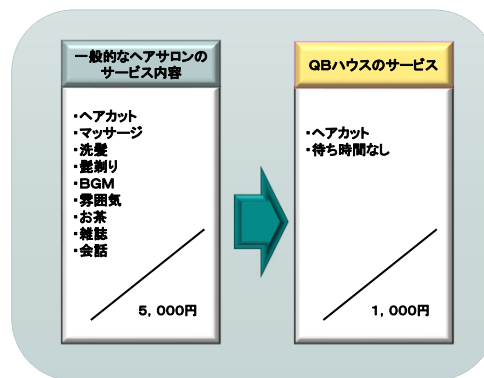 一般的なヘアサロンの
サービス内容
・ヘアカット
・マッサージ
・洗髪
・髭剃り
・BGM
・雰囲気
・お茶
・雑誌
・会話
5，000円
QBハウスのサービス
・ヘアカット
・待ち時間なし
1，000円